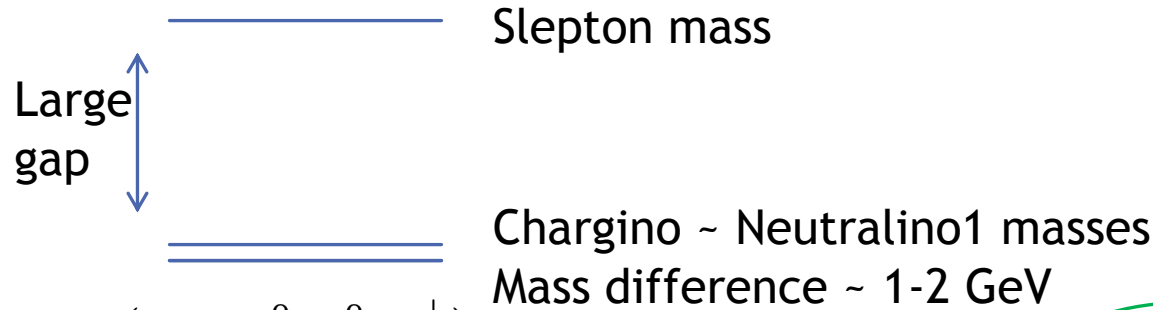 Slepton mass
Large
gap
Chargino ~ Neutralino1 masses
Mass difference ~ 1-2 GeV